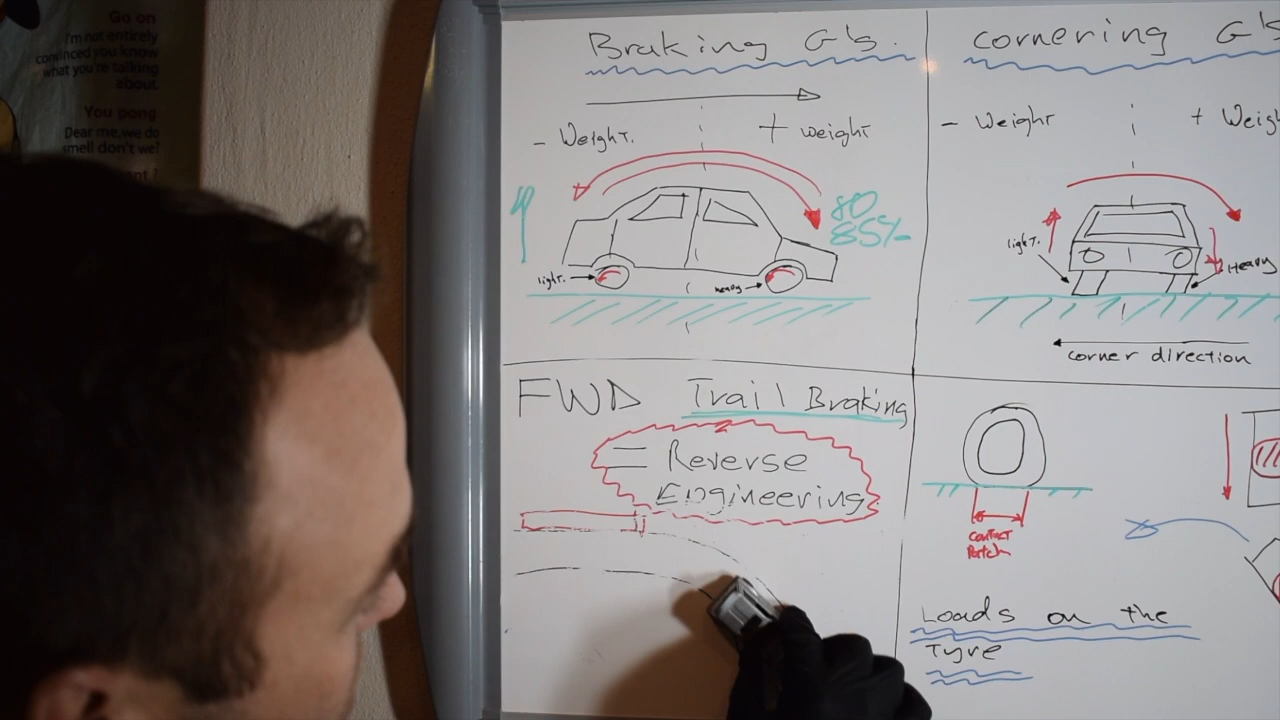 Go on
I'm not entirely
convinced you know
what you're talking
about.
You pong
Dear me, we do
smell don't we?
Braking G's.
- Weight.
+ weight
80
85%
light.
heavy
cornering G's
- Weight
+ Weigh
light.
Heavy
corner direction
FWD Trail Braking
= Reverse
Engineering
contact
Patch
Loads on the
Tyre